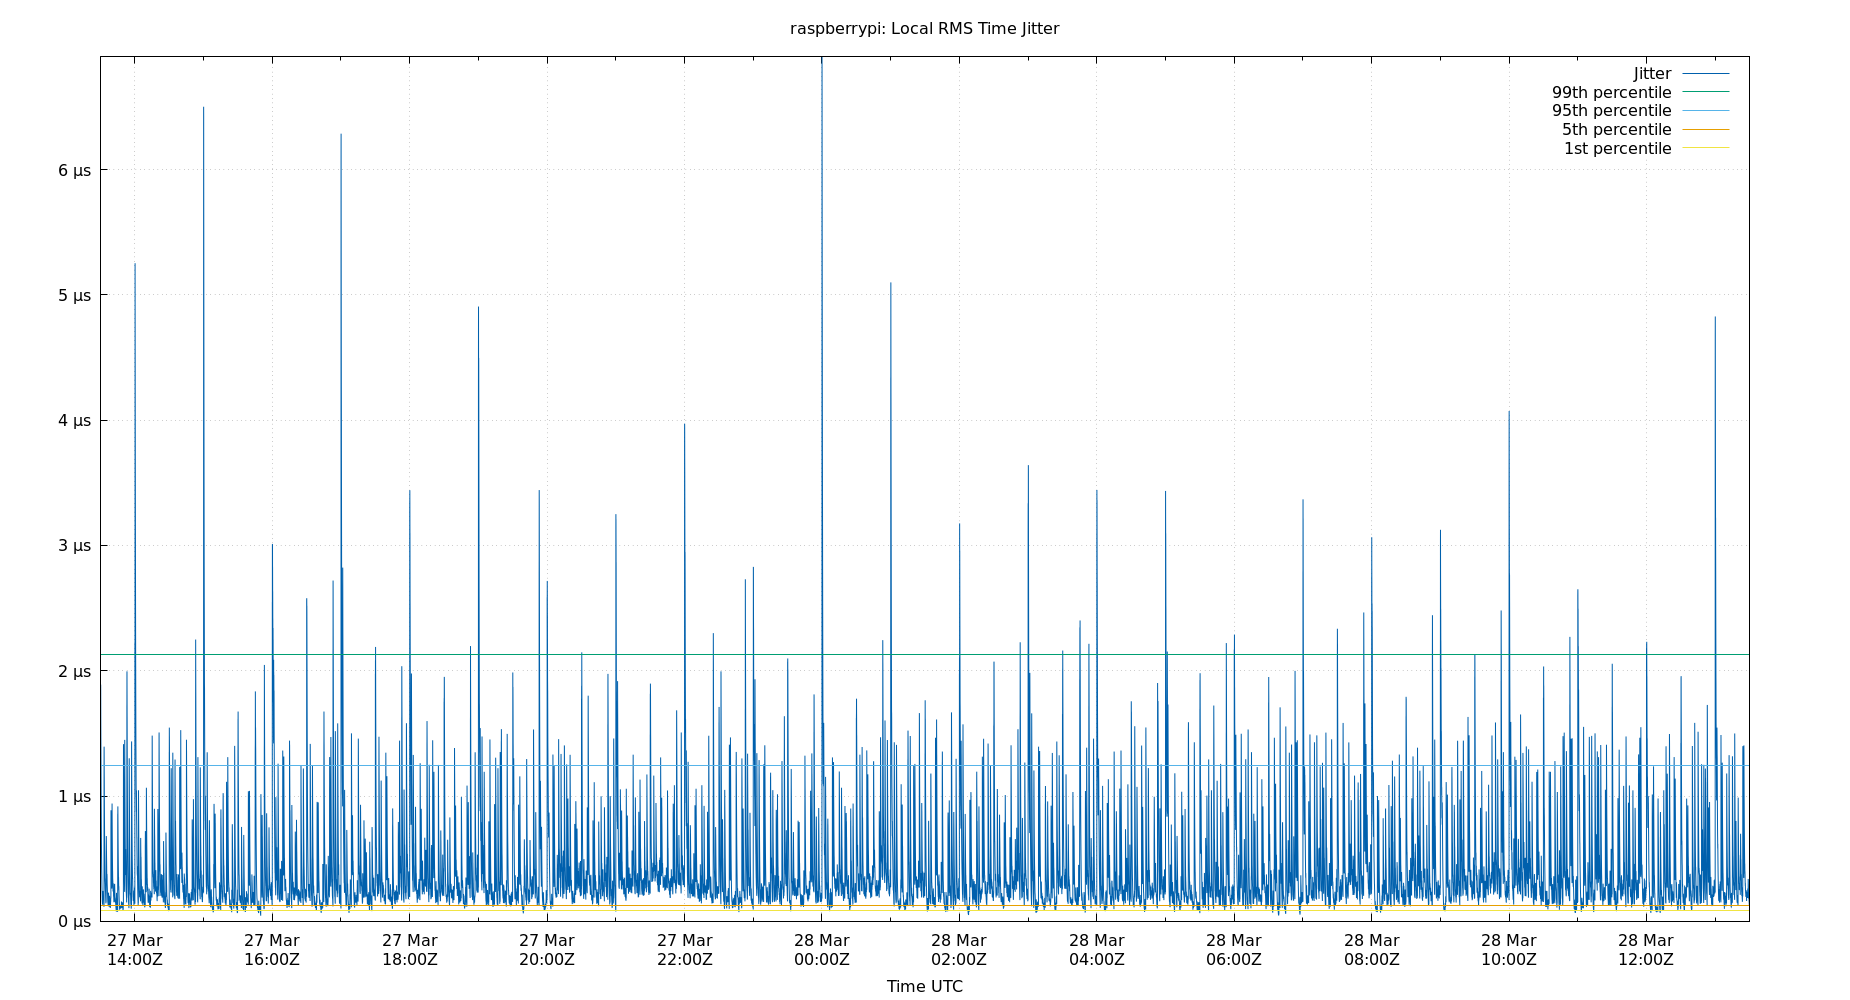 raspberrypi: Local RMS Time Jitter
Jitter
99th percentile
95th percentile
5th percentile
1st percentile
6 µs
5 µs
4 µs
3 µs
2 µs
1 µs
0 µs
27 Mar 27 Mar 27 Mar 27 Mar 27 Mar 28 Mar 28 Mar 28 Mar 28 Mar 28 Mar 28 Mar 28 Mar
14:00Z 16:00Z 18:00Z 20:00Z 22:00Z 00:00Z 02:00Z 04:00Z 06:00Z 08:00Z 10:00Z 12:00Z
Time UTC